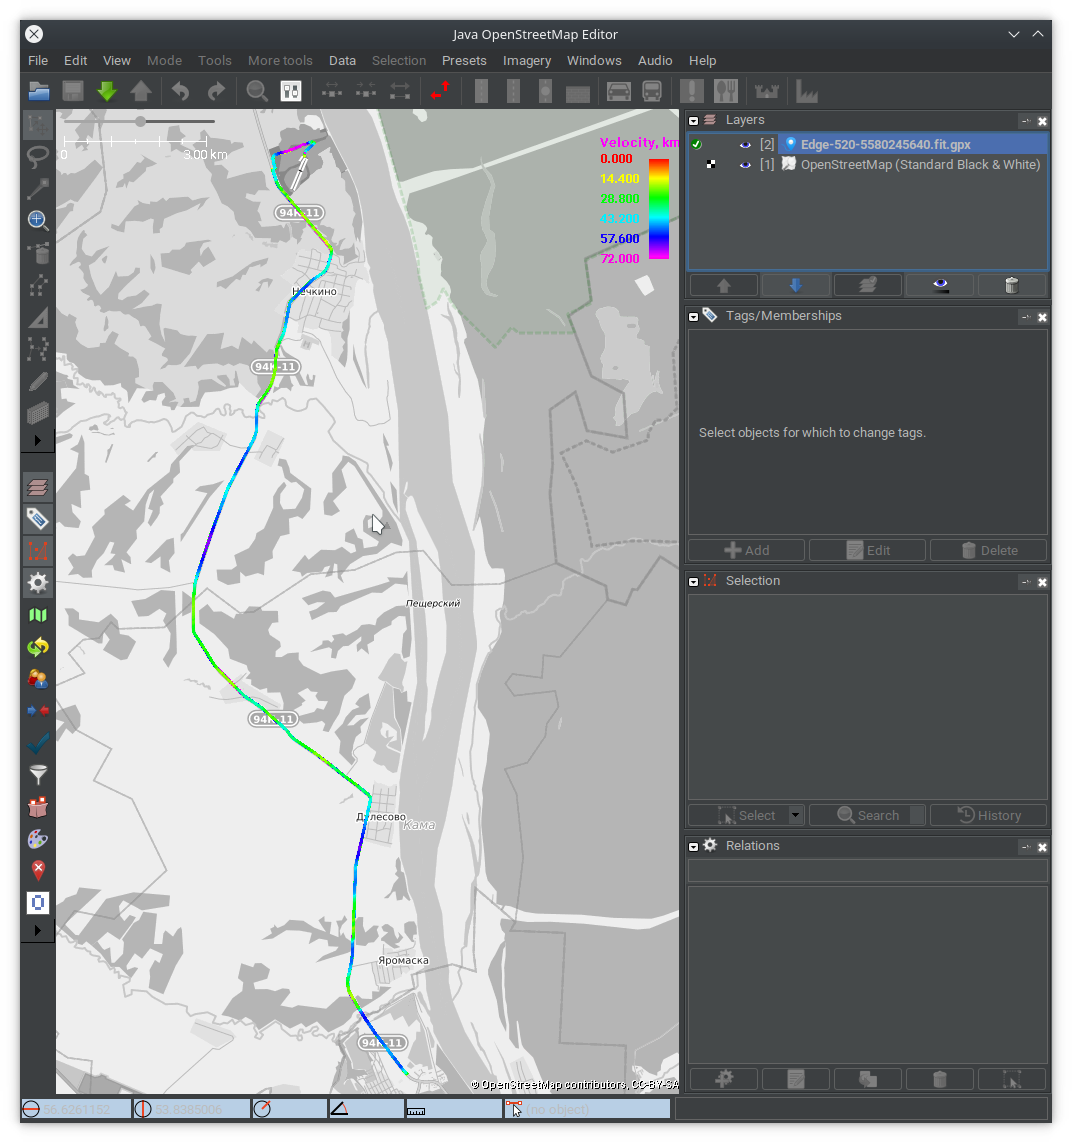 Java OpenStreetMap Editor
File Edit View Mode Tools More tools Data Selection Presets Imagery Windows Audio Help
Layers
0 3.00 km
Velocity, km
0.000
14.400
28.800
43.200
57.600
72.000
[2] Edge-520-5580245640.fit.gpx
[1] OpenStreetMap (Standard Black & White)
94К-11
Нечкино
Tags/Memberships
94К-11
Select objects for which to change tags.
Add Edit Delete
Selection
Пещерский
94К-11
Дулесово
Кама
Select Search History
Relations
Яромаска
94К-11
© OpenStreetMap contributors, CC-BY-SA
56.6261152 53.8385006 (no object)